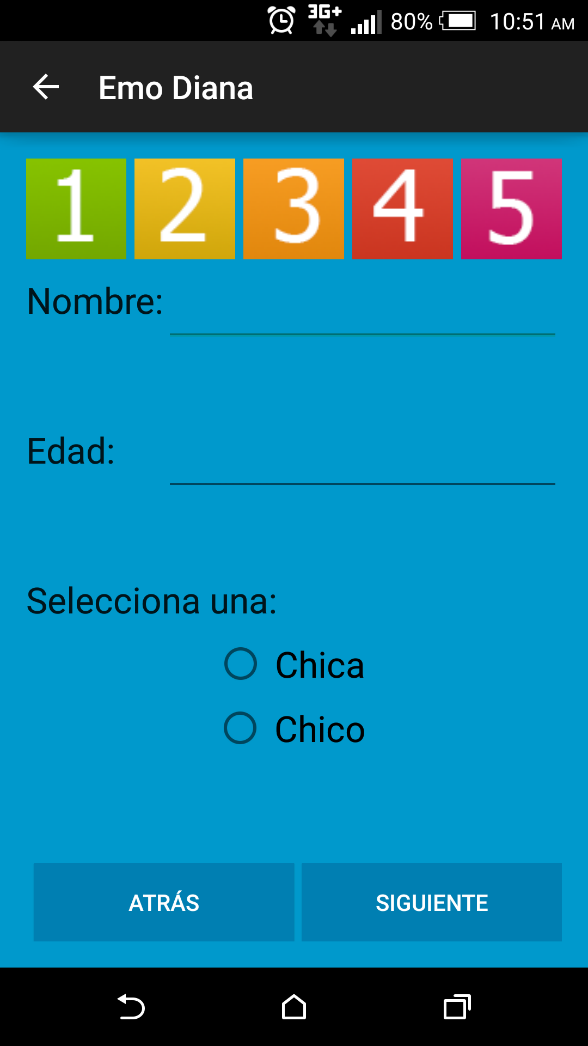 3G+ 80% 10:51 AM
Emo Diana
1 2 3 4 5
Nombre:
Edad:
Selecciona una:
Chica
Chico
ATRÁS SIGUIENTE